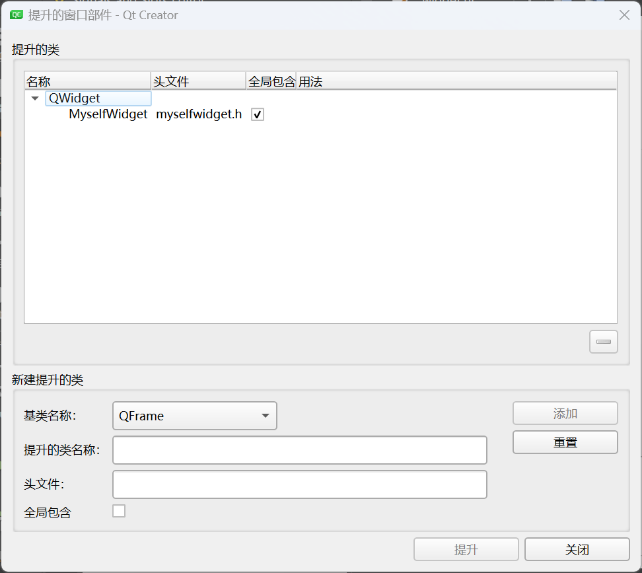 提升的窗口部件 - Qt Creator
提升的类
名称 头文件 全局包含 用法
QWidget
MyselfWidget myselfwidget.h
新建提升的类
基类名称： QFrame 添加
提升的类名称： 重置
头文件：
全局包含
提升 关闭